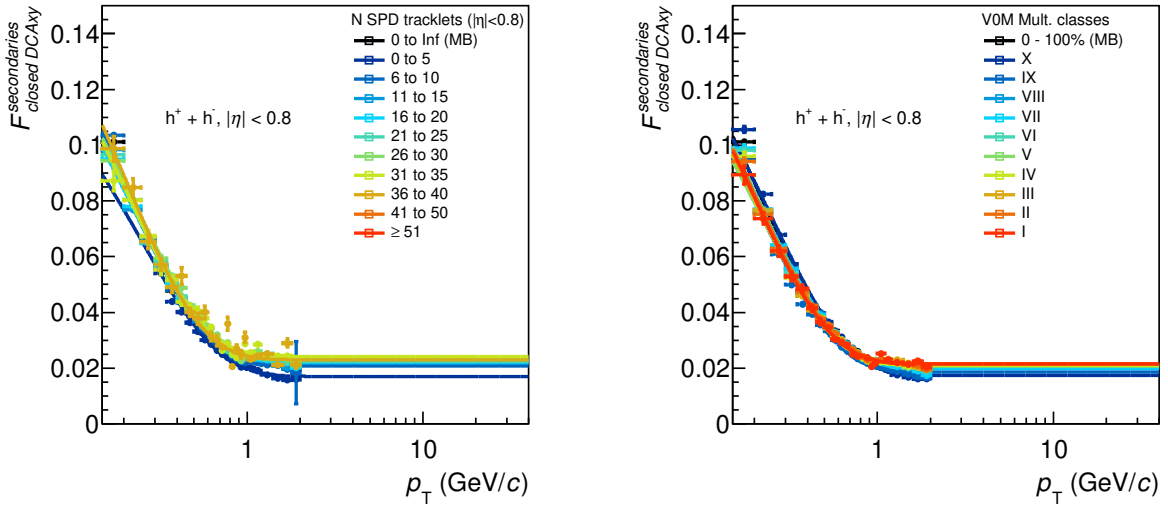 F^{secondaries}_{closed DCAxy}
0.14
0.12
0.1
0.08
0.06
0.04
0.02
0
N SPD tracklets (|η|<0.8)
0 to Inf (MB)
0 to 5
6 to 10
11 to 15
16 to 20
21 to 25
26 to 30
31 to 35
36 to 40
41 to 50
≥ 51
h⁺ + h⁻, |η| < 0.8
1
10
p_T (GeV/c)
F^{secondaries}_{closed DCAxy}
0.14
0.12
0.1
0.08
0.06
0.04
0.02
0
V0M Mult. classes
0 - 100% (MB)
X
IX
VIII
VII
VI
V
IV
III
II
I
h⁺ + h⁻, |η| < 0.8
1
10
p_T (GeV/c)